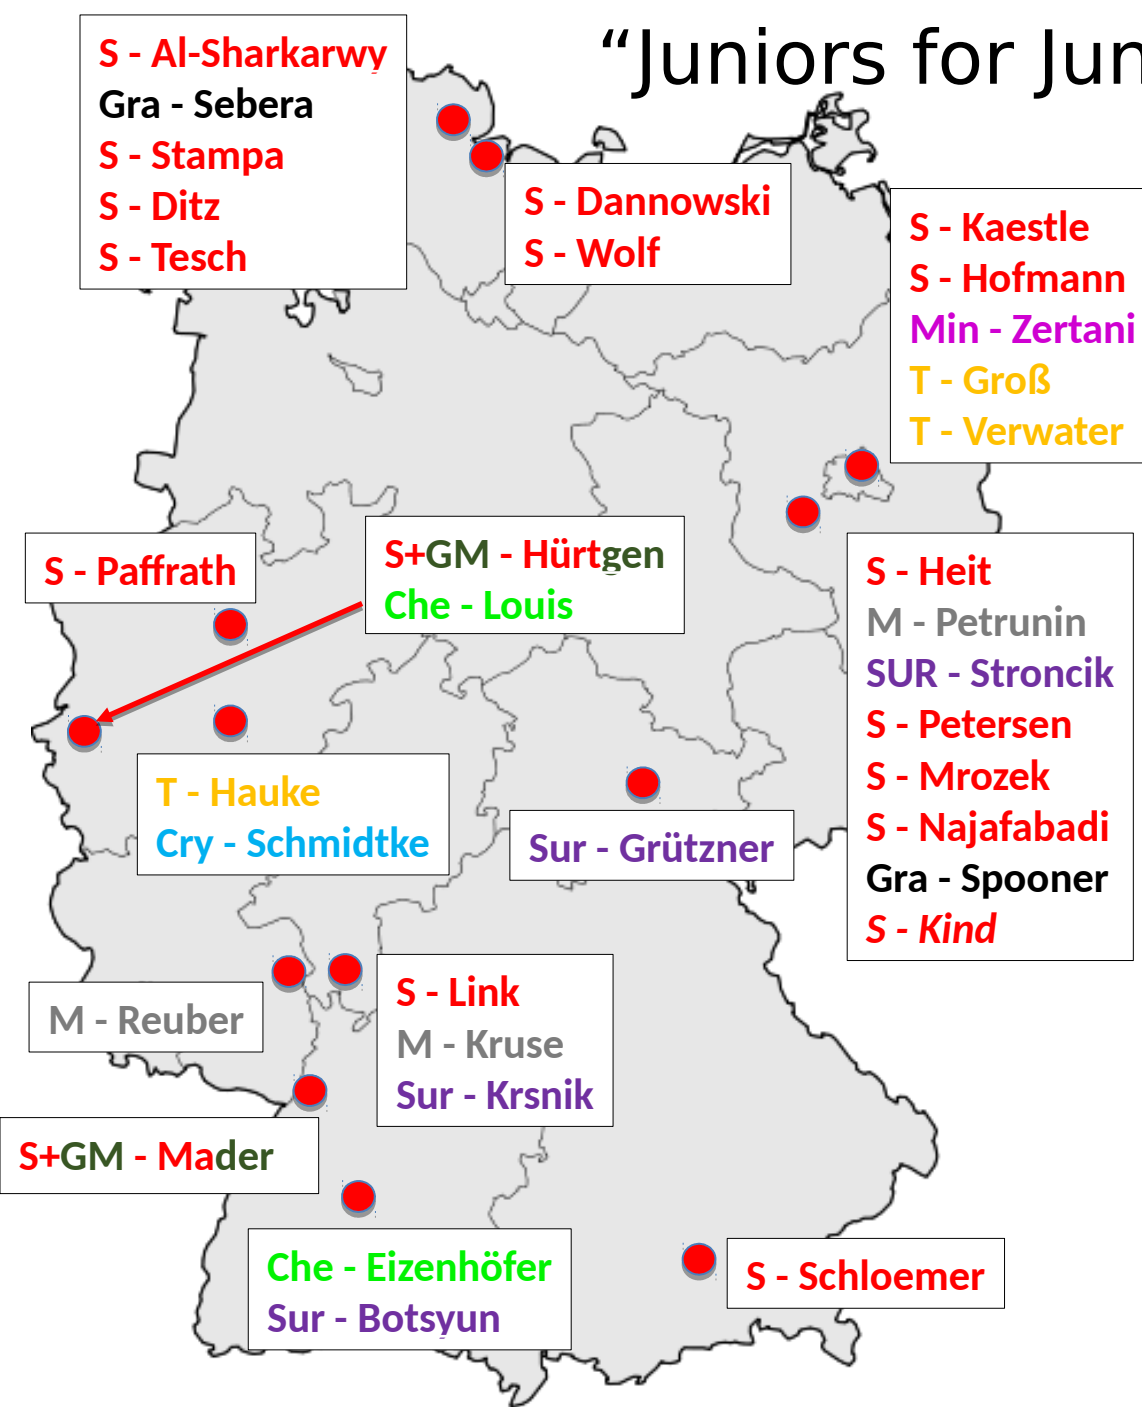 “Juniors for Jun
S - Al-Sharkarwy
Gra - Sebera
S - Stampa
S - Ditz
S - Tesch
S - Dannowski
S - Wolf
S - Kaestle
S - Hofmann
Min - Zertani
T - Groß
T - Verwater
S - Paffrath
S+GM - Hürtgen
Che - Louis
S - Heit
M - Petrunin
SUR - Stroncik
S - Petersen
S - Mrozek
S - Najafabadi
Gra - Spooner
S - Kind
T - Hauke
Cry - Schmidtke
Sur - Grützner
M - Reuber
S - Link
M - Kruse
Sur - Krsnik
S+GM - Mader
Che - Eizenhöfer
Sur - Botsyun
S - Schloemer